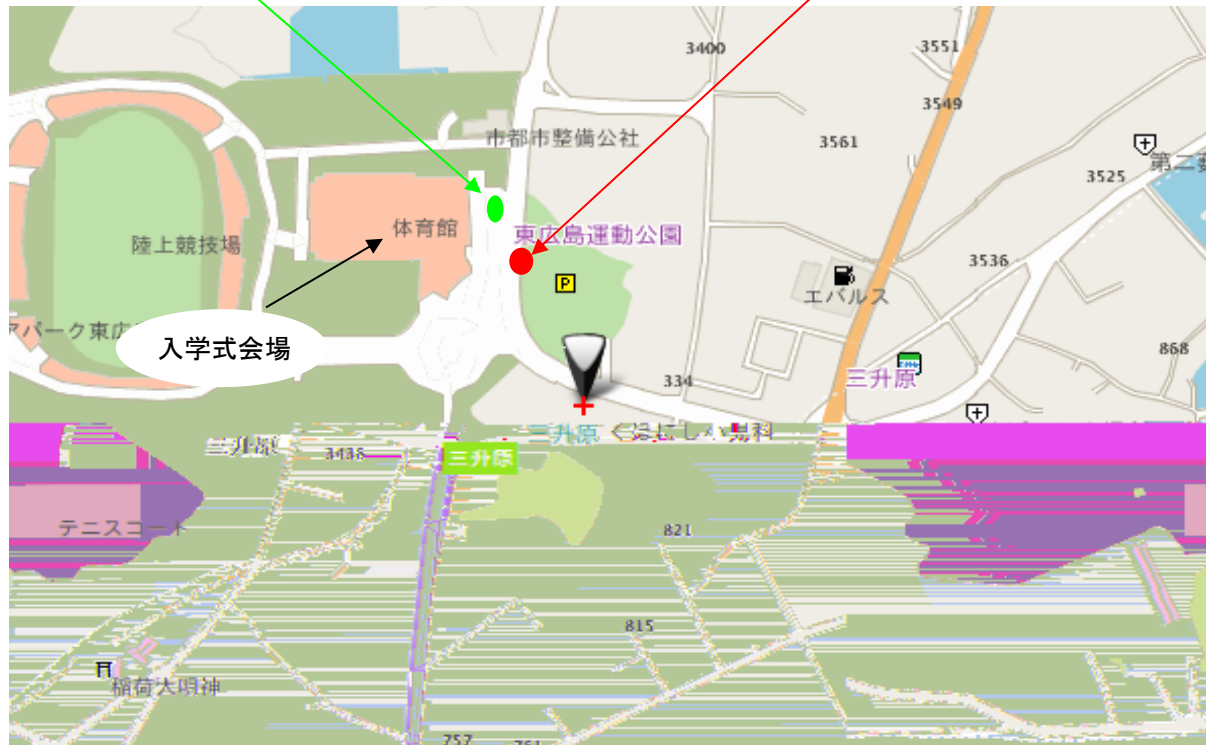 3400
3551
3549
市都市整備公社
3561
3525
体育館
東広島運動公園
陸上競技場
3536
P
エバルス
入学式会場
868
334
三升原
三升原
3438
三升原
テニスコート
821
815
稲荷大明神
757
761